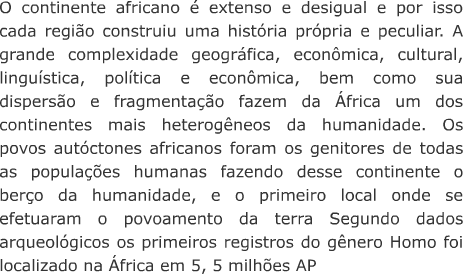 O continente africano é extenso e desigual e por isso
cada região construiu uma história própria e peculiar. A
grande complexidade geográfica, econômica, cultural,
linguística, política e econômica, bem como sua
dispersão e fragmentação fazem da África um dos
continentes mais heterogêneos da humanidade. Os
povos autóctones africanos foram os genitores de todas
as populações humanas fazendo desse continente o
berço da humanidade, e o primeiro local onde se
efetuaram o povoamento da terra Segundo dados
arqueológicos os primeiros registros do gênero Homo foi
localizado na África em 5, 5 milhões AP